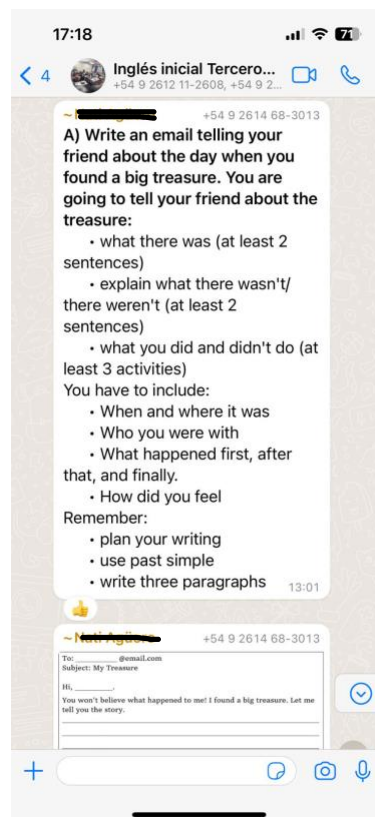 17:18
71
4
Inglés inicial Tercero...
+54 9 2612 11-2608, +54 9 2...
+54 9 2614 68-3013
A) Write an email telling your
friend about the day when you
found a big treasure. You are
going to tell your friend about the
treasure:
• what there was (at least 2
sentences)
• explain what there wasn't/
there weren't (at least 2
sentences)
• what you did and didn't do (at
least 3 activities)
You have to include:
• When and where it was
• Who you were with
• What happened first, after
that, and finally.
• How did you feel
Remember:
• plan your writing
• use past simple
• write three paragraphs
13:01
+54 9 2614 68-3013
To: ________ @email.com
Subject: My Treasure
Hi, ________.
You won't believe what happened to me! I found a big treasure. Let me
tell you the story.